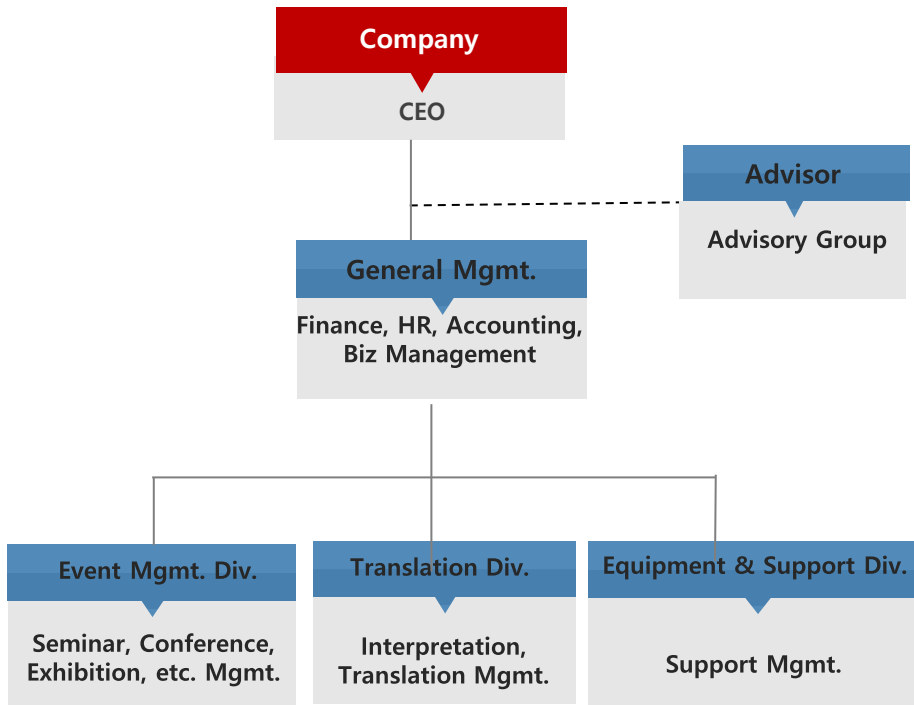 Company
CEO
Advisor
Advisory Group
General Mgmt.
Finance, HR, Accounting,
Biz Management
Event Mgmt. Div.
Seminar, Conference,
Exhibition, etc. Mgmt.
Translation Div.
Interpretation,
Translation Mgmt.
Equipment & Support Div.
Support Mgmt.